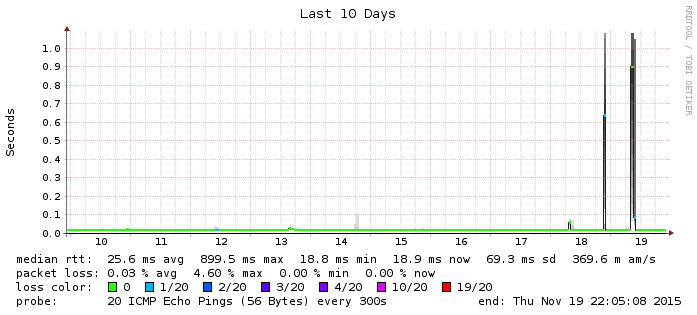 Last 10 Days
RRDTOOL / TOBI OETIKER
Seconds
1.0
0.9
0.8
0.7
0.6
0.5
0.4
0.3
0.2
0.1
0.0
10 11 12 13 14 15 16 17 18 19
median rtt: 25.6 ms avg 899.5 ms max 18.8 ms min 18.9 ms now 69.3 ms sd 369.6 m am/s
packet loss: 0.03 % avg 4.60 % max 0.00 % min 0.00 % now
loss color: 0 1/20 2/20 3/20 4/20 10/20 19/20
probe: 20 ICMP Echo Pings (56 Bytes) every 300s end: Thu Nov 19 22:05:08 2015